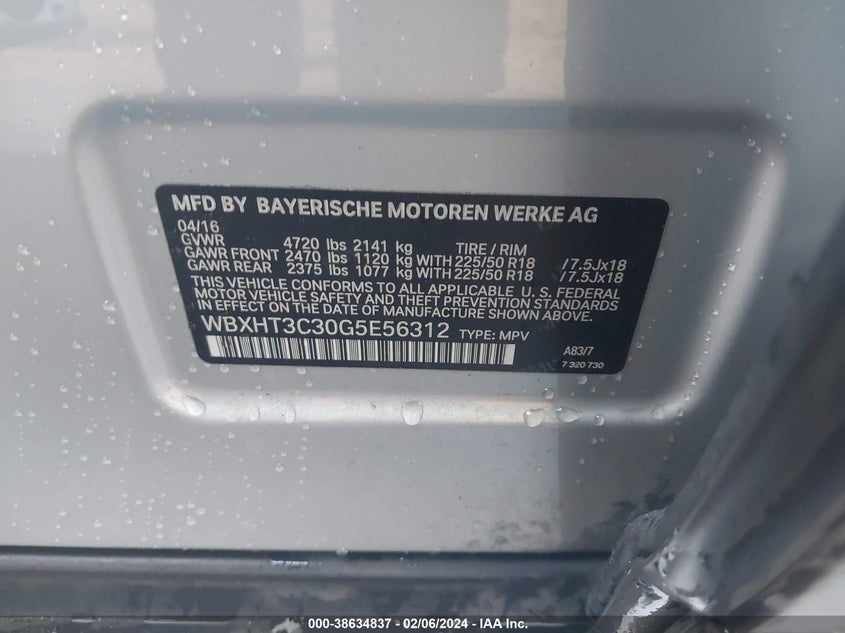 MFD BY BAYERISCHE MOTOREN WERKE AG
04/16
GVWR 4720 lbs 2141 kg TIRE / RIM
GAWR FRONT 2470 lbs 1120 kg WITH 225/50 R18 /7.5Jx18
GAWR REAR 2375 lbs 1077 kg WITH 225/50 R18 /7.5Jx18
THIS VEHICLE CONFORMS TO ALL APPLICABLE U.S. FEDERAL
MOTOR VEHICLE SAFETY AND THEFT PREVENTION STANDARDS
IN EFFECT ON THE DATE OF MANUFACTURE SHOWN ABOVE.
WBXHT3C30G5E56312 TYPE: MPV
A83/7
7 320 730
000-38634837 - 02/06/2024 - IAA Inc.